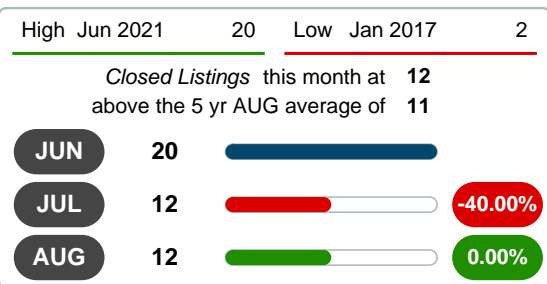 High Jun 2021 20 Low Jan 2017 2
Closed Listings this month at 12
above the 5 yr AUG average of 11
JUN 20
JUL 12 -40.00%
AUG 12 0.00%